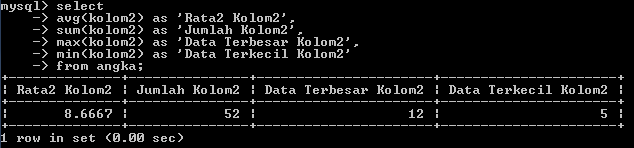 mysql> select
    -> avg(kolom2) as 'Rata2 Kolom2',
    -> sum(kolom2) as 'Jumlah Kolom2',
    -> max(kolom2) as 'Data Terbesar Kolom2',
    -> min(kolom2) as 'Data Terkecil Kolom2'
    -> from angka;
+--------------+---------------+----------------------+----------------------+
| Rata2 Kolom2 | Jumlah Kolom2 | Data Terbesar Kolom2 | Data Terkecil Kolom2 |
+--------------+---------------+----------------------+----------------------+
|       8.6667 |            52 |                   12 |                    5 |
+--------------+---------------+----------------------+----------------------+
1 row in set (0.00 sec)